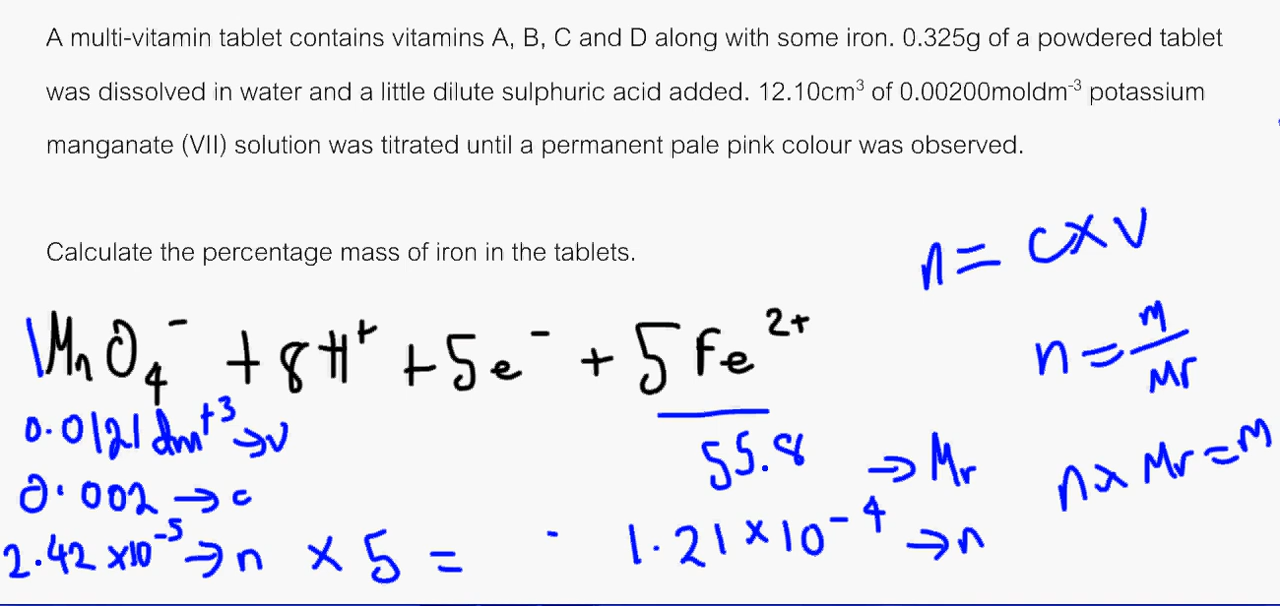 A multi-vitamin tablet contains vitamins A, B, C and D along with some iron. 0.325g of a powdered tablet
was dissolved in water and a little dilute sulphuric acid added. 12.10cm³ of 0.00200moldm⁻³ potassium
manganate (VII) solution was titrated until a permanent pale pink colour was observed.
Calculate the percentage mass of iron in the tablets.
n = c x v
1MnO₄⁻ + 8H⁺ + 5e⁻ + 5Fe²⁺
n = m/Mr
0.0121 dm⁺³ → v
55.8 → Mr
n x Mr = m
0.002 → c
2.42 x10⁻⁵ → n x 5 = 1.21 x 10⁻⁴ → n